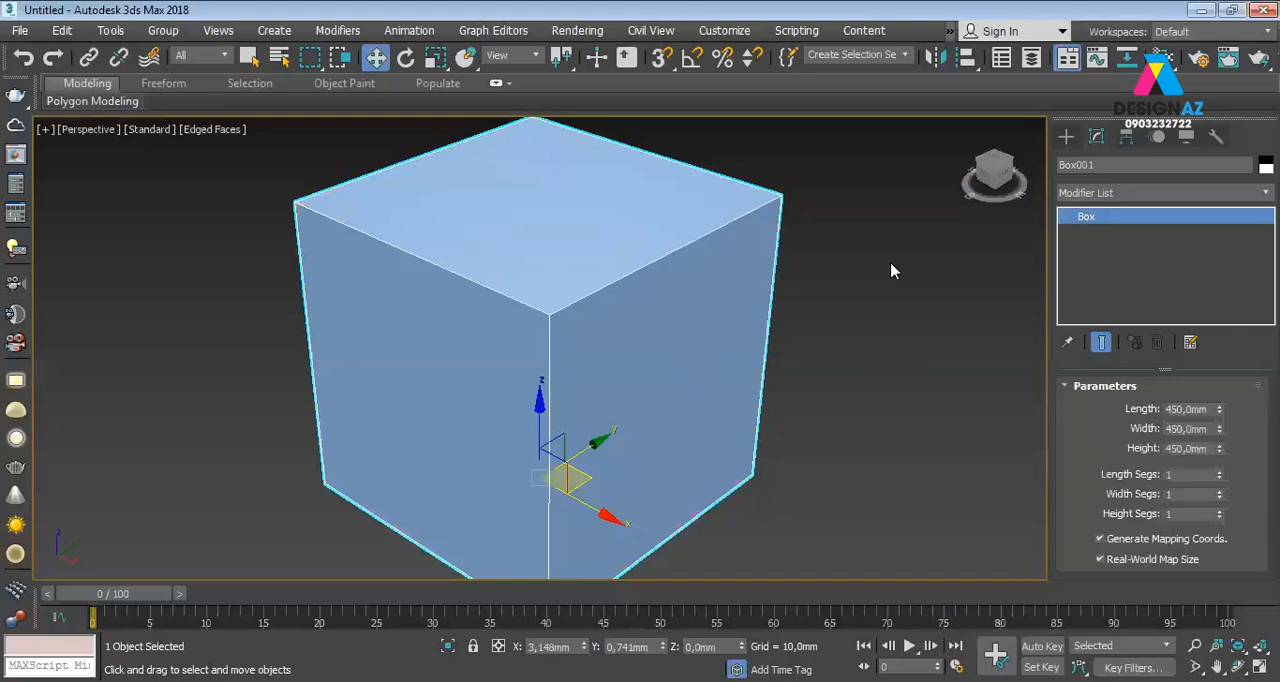 Untitled - Autodesk 3ds Max 2018
File Edit Tools Group Views Create Modifiers Animation Graph Editors Rendering Civil View Customize Scripting Content » Sign In Workspaces: Default
All View Create Selection Se
Modeling Freeform Selection Object Paint Populate
Polygon Modeling
DESIGNAZ
0903232722
[+] [Perspective] [Standard] [Edged Faces]
Box001
Modifier List
Box
Parameters
Length: 450,0mm
Width: 450,0mm
Height: 450,0mm
Length Segs: 1
Width Segs: 1
Height Segs: 1
Generate Mapping Coords.
Real-World Map Size
z
y
x
z
< 0 / 100 >
0 5 10 15 20 25 30 35 40 45 50 55 60 65 70 75 80 85 90 95 100
1 Object Selected X: 3,148mm Y: 0,741mm Z: 0,0mm Grid = 10,0mm Auto Key Selected
MAXScript Mi Click and drag to select and move objects Add Time Tag 0 Set Key Key Filters...